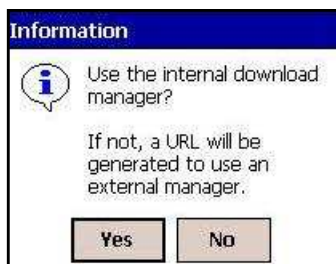 Information
Use the internal download
manager?
If not, a URL will be
generated to use an
external manager.
Yes
No